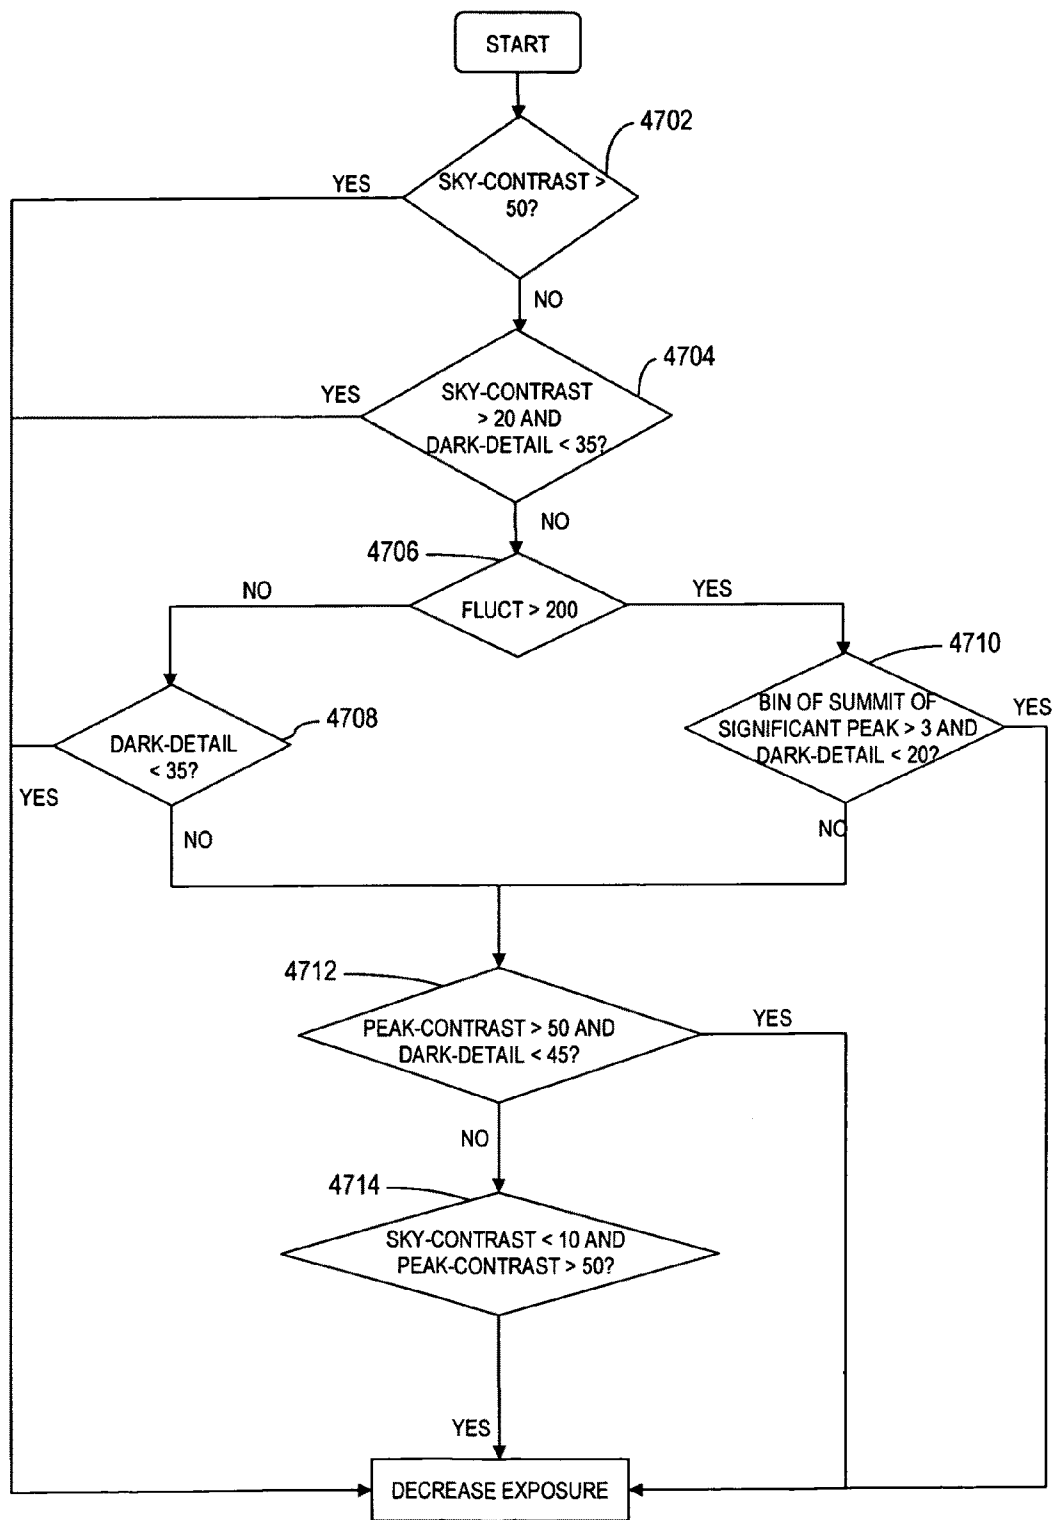 START
4702
YES
SKY-CONTRAST >
50?
NO
4704
YES
SKY-CONTRAST
> 20 AND
DARK-DETAIL < 35?
NO
4706
NO
FLUCT > 200
YES
4710
4708
DARK-DETAIL
< 35?
YES
NO
BIN OF SUMMIT OF
SIGNIFICANT PEAK > 3 AND
DARK-DETAIL < 20?
YES
NO
4712
PEAK-CONTRAST > 50 AND
DARK-DETAIL < 45?
YES
NO
4714
SKY-CONTRAST < 10 AND
PEAK-CONTRAST > 50?
YES
DECREASE EXPOSURE